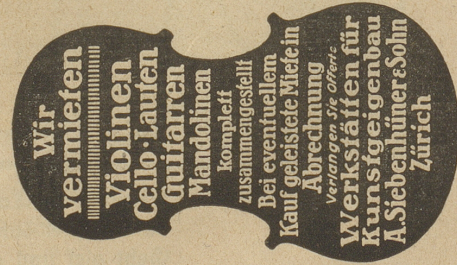 Wir
vermieten
Violinen
Cello · Lauten
Guitarren
Mandolinen
komplett
zusammengestellt
Bei eventuellem
Kauf geleistete Miete in
Abrechnung
Verlangen Sie Offerte
Werkstätten für
Kunstgeigenbau
A. Siebenhüner & Sohn
Zürich